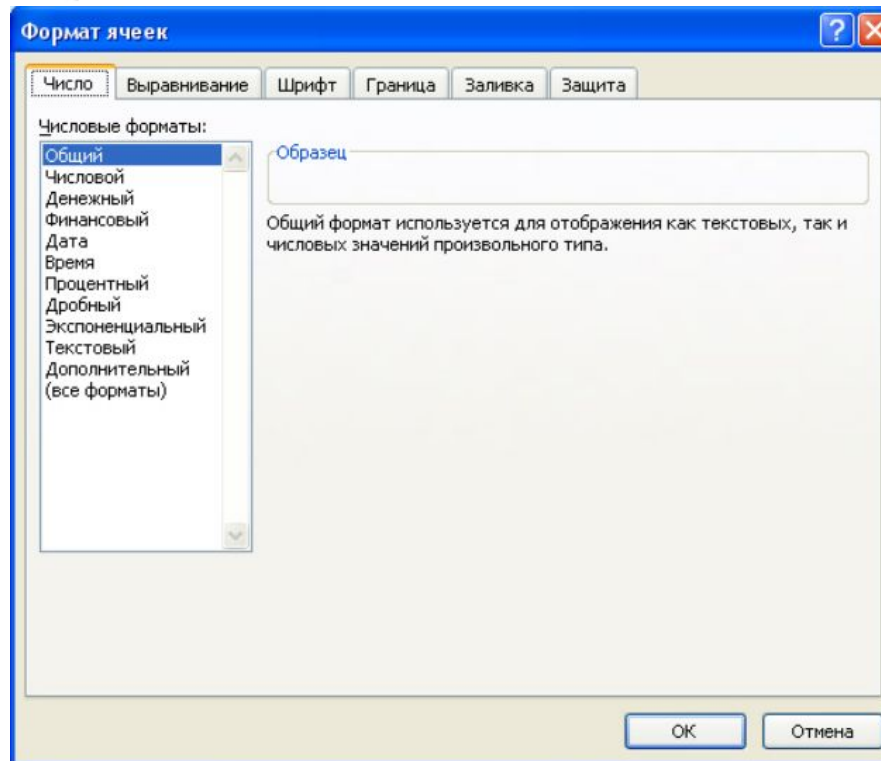 Формат ячеек
Число Выравнивание Шрифт Граница Заливка Защита
Числовые форматы:
Общий
Числовой
Денежный
Финансовый
Дата
Время
Процентный
Дробный
Экспоненциальный
Текстовый
Дополнительный
(все форматы)
Образец
Общий формат используется для отображения как текстовых, так и
числовых значений произвольного типа.
ОК Отмена